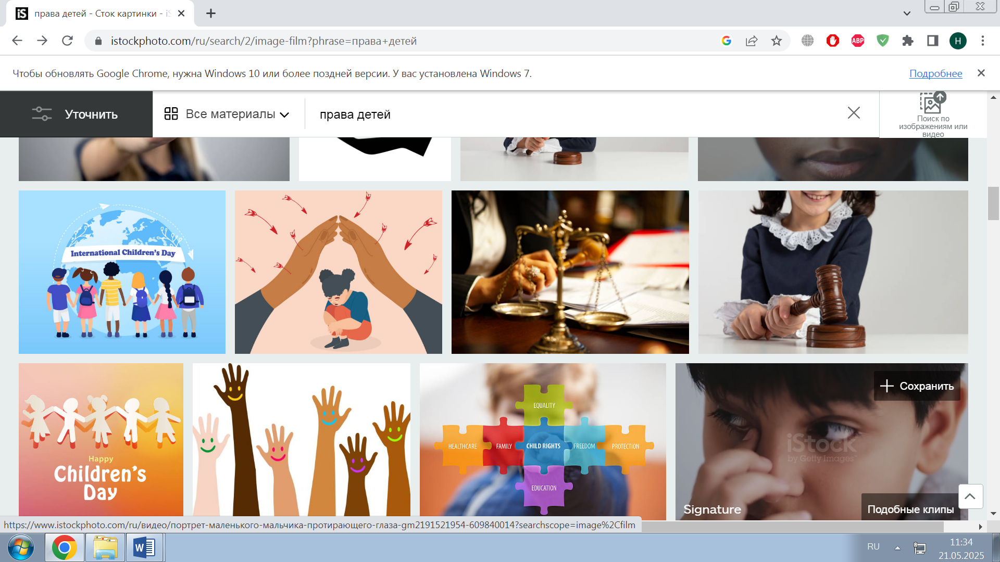 права детей - Сток картинки - iS
istockphoto.com/ru/search/2/image-film?phrase=права+детей
ABP
H
Чтобы обновлять Google Chrome, нужна Windows 10 или более поздней версии. У вас установлена Windows 7.
Подробнее
Уточнить
Все материалы
права детей
Поиск по
изображениям или
видео
International Children's Day
Happy
Children's
Day
EQUALITY
HEALTHCARE
FAMILY
CHILD RIGHTS
FREEDOM
PROTECTION
EDUCATION
Сохранить
iStock
by Getty Images™
Signature
Подобные клипы
https://www.istockphoto.com/ru/видео/портрет-маленького-мальчика-протирающего-глаза-gm2191521954-609840014?searchscope=image%2Cfilm
RU
11:34
21.05.2025